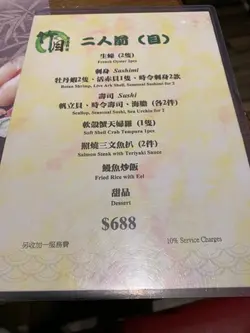 二人前（目）
生蠔 (2隻)
French Oyster 2pcs
刺身 Sashimi
牡丹蝦2隻、活赤貝1隻、時令刺身2款
Botan Shrimp, Live Ark Shell, Seasonal Sashimi for 2
壽司 Sushi
帆立貝、時令壽司、海膽 (各2件)
Scallop, Seasonal Sushi, Sea Urchin for 2
軟殼蟹天婦羅 (1隻)
Soft Shell Crab Tempura 1pcs
照燒三文魚扒 (2件)
Salmon Steak with Teriyaki Sauce
鰻魚炒飯
Fried Rice with Eel
甜品
Dessert
$688
另收加一服務費
10% Service Charges